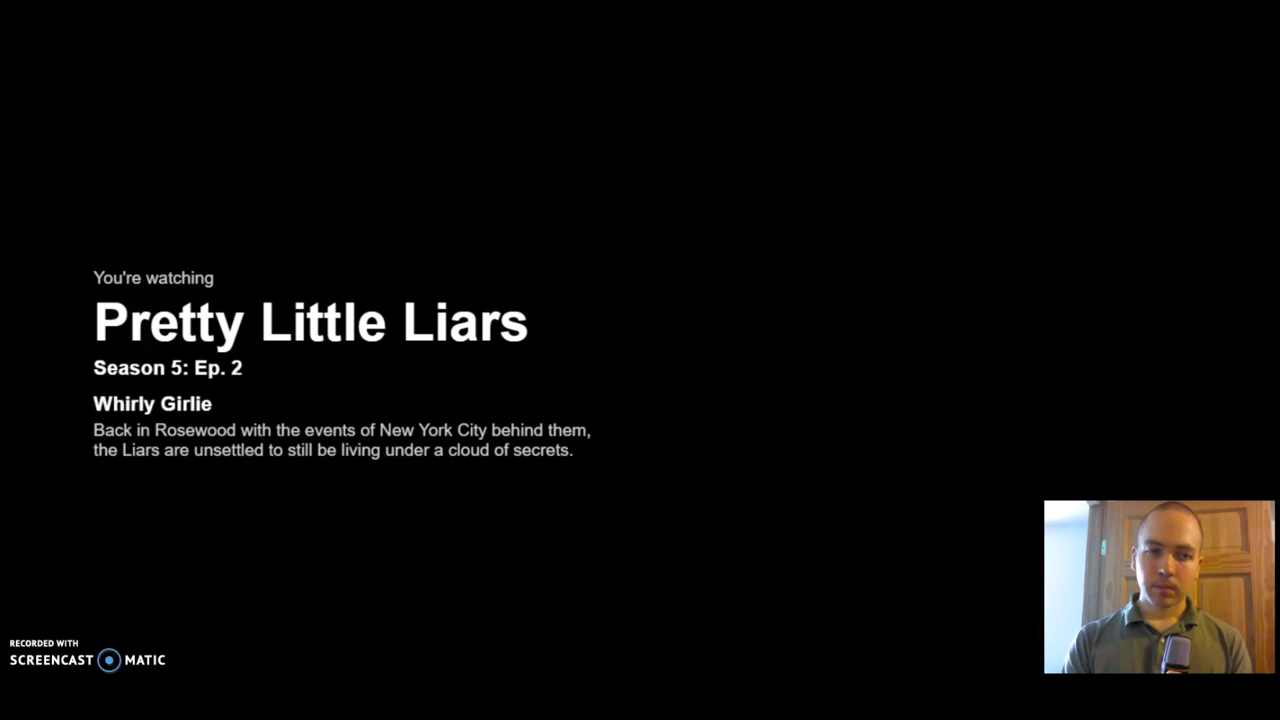 You're watching
Pretty Little Liars
Season 5: Ep. 2
Whirly Girlie
Back in Rosewood with the events of New York City behind them,
the Liars are unsettled to still be living under a cloud of secrets.
RECORDED WITH
SCREENCAST MATIC